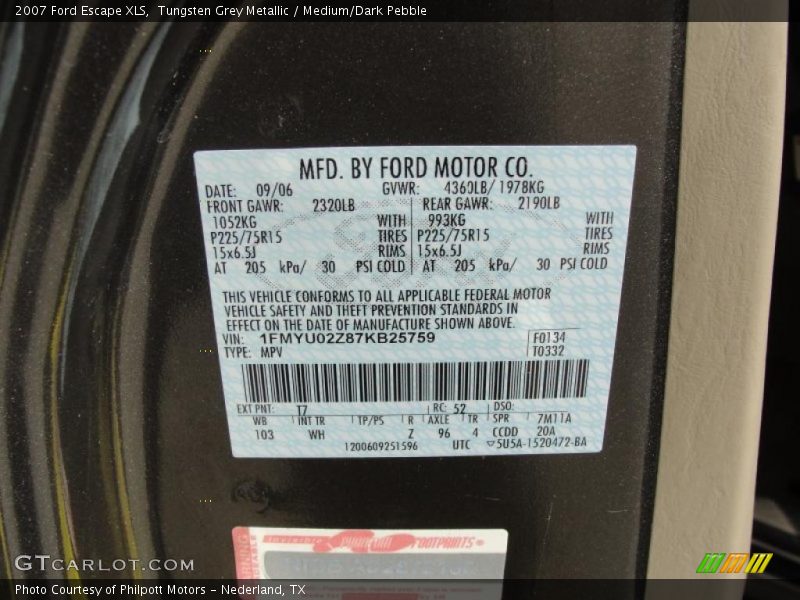 2007 Ford Escape XLS,  Tungsten Grey Metallic / Medium/Dark Pebble
MFD. BY FORD MOTOR CO.
DATE: 09/06 GVWR: 4360LB/ 1978KG
FRONT GAWR: 2320LB REAR GAWR: 2190LB
1052KG WITH 993KG WITH
P225/75R15 TIRES P225/75R15 TIRES
15x6.5J RIMS 15x6.5J RIMS
AT 205 kPa/ 30 PSI COLD AT 205 kPa/ 30 PSI COLD
THIS VEHICLE CONFORMS TO ALL APPLICABLE FEDERAL MOTOR
VEHICLE SAFETY AND THEFT PREVENTION STANDARDS IN
EFFECT ON THE DATE OF MANUFACTURE SHOWN ABOVE.
VIN: 1FMYU02Z87KB25759 F0134
TYPE: MPV T0332
EXT PNT: T7 RC: 52 DSO:
WB INT TR TP/PS R AXLE TR SPR 7M11A
103 WH Z 96 4 CCDD 20A
1200609251596 UTC ▽5U5A-1520472-BA
FOOTPRINTS
GTCARLOT.COM
Photo Courtesy of Philpott Motors – Nederland, TX